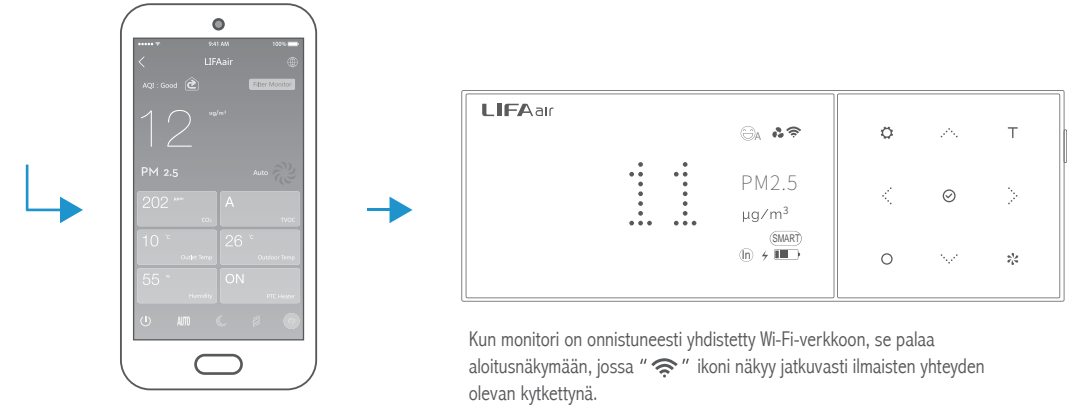 9:41 AM 100%
LIFAair
AQI : Good Filter Monitor
12 ug/m³
PM 2.5 Auto
202 A
CO₂ TVOC
10 °C 26 °C
Outlet Temp Outdoor Temp
55 % ON
Humidity PTC Heater
AUTO
LIFAair
A
11
PM2.5
µg/m³
SMART
In
T
Kun monitori on onnistuneesti yhdistetty Wi-Fi-verkkoon, se palaa
aloitusnäkymään, jossa “ ” ikoni näkyy jatkuvasti ilmaisten yhteyden
olevan kytkettynä.